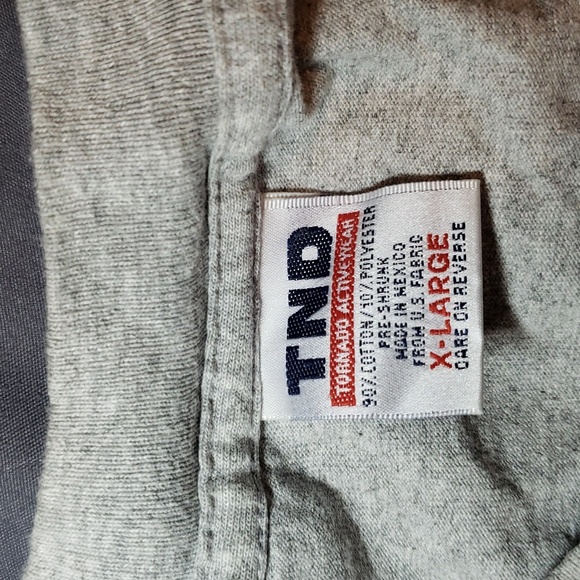 TND
TORNADO ACTIVEWEAR
90%COTTON/10%POLYESTER
PRE-SHRUNK
MADE IN MEXICO
FROM U.S. FABRIC
X-LARGE
CARE ON REVERSE